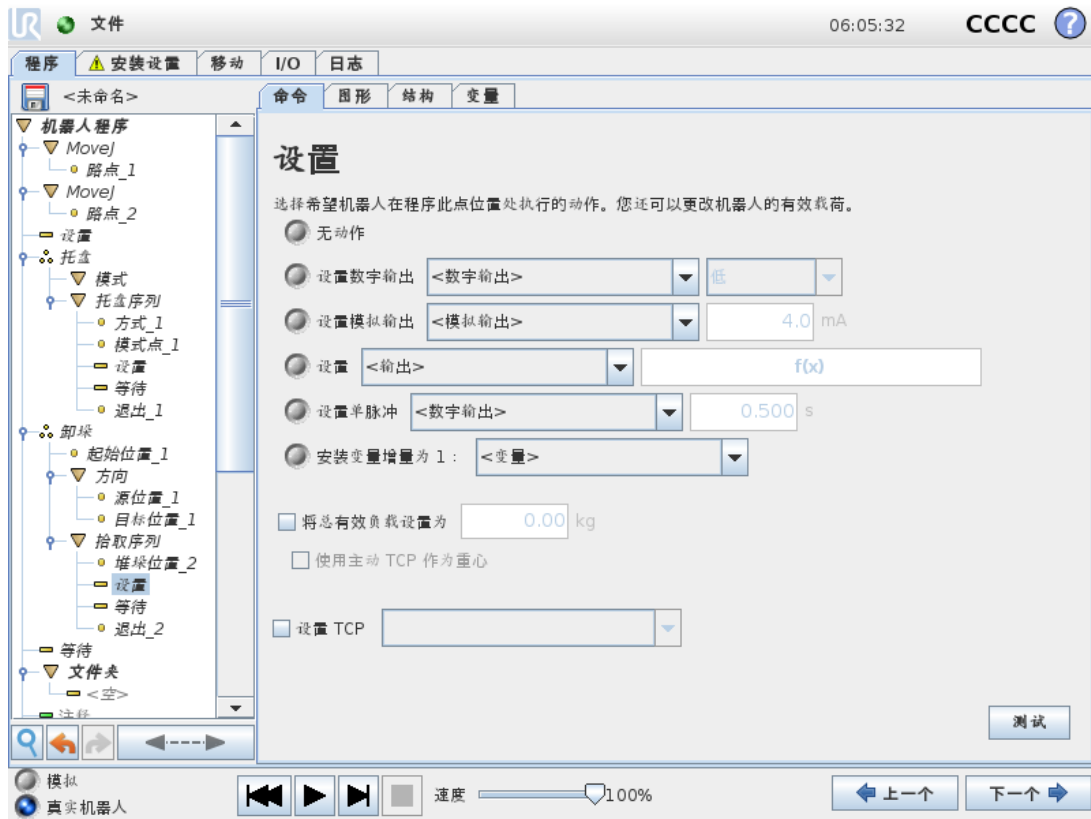 UR 文件 06:05:32 CCCC ?
程序 安装设置 移动 I/O 日志
<未命名> 命令 图形 结构 变量
机器人程序
MoveJ
路点_1
MoveJ
路点_2
设置
托盘
模式
托盘序列
方式_1
模式点_1
设置
等待
退出_1
卸垛
起始位置_1
方向
源位置_1
目标位置_1
拾取序列
堆垛位置_2
设置
等待
退出_2
等待
文件夹
<空>
注释
设置
选择希望机器人在程序此点位置处执行的动作。您还可以更改机器人的有效载荷。
无动作
设置数字输出 <数字输出> 低
设置模拟输出 <模拟输出> 4.0 mA
设置 <输出> f(x)
设置单脉冲 <数字输出> 0.500 s
安装变量增量为 1： <变量>
将总有效负载设置为 0.00 kg
使用主动 TCP 作为重心
设置 TCP
测试
模拟
真实机器人
速度 100% 上一个 下一个